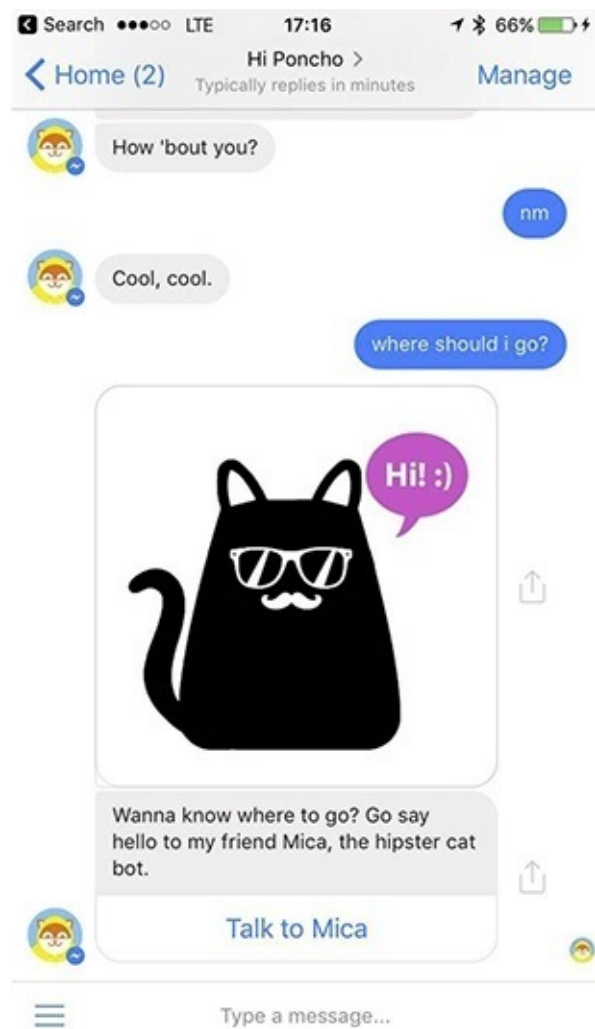 Search LTE 17:16 66%
Home (2) Hi Poncho > Manage
Typically replies in minutes
How 'bout you?
nm
Cool, cool.
where should i go?
Hi! :)
Wanna know where to go? Go say
hello to my friend Mica, the hipster cat
bot.
Talk to Mica
Type a message...